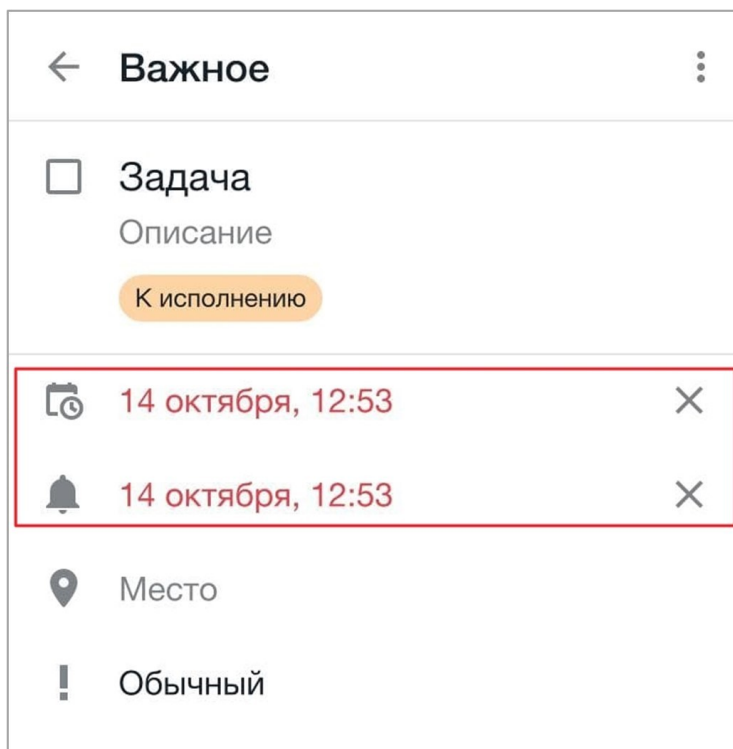 Важное
Задача
Описание
К исполнению
14 октября, 12:53
14 октября, 12:53
Место
Обычный